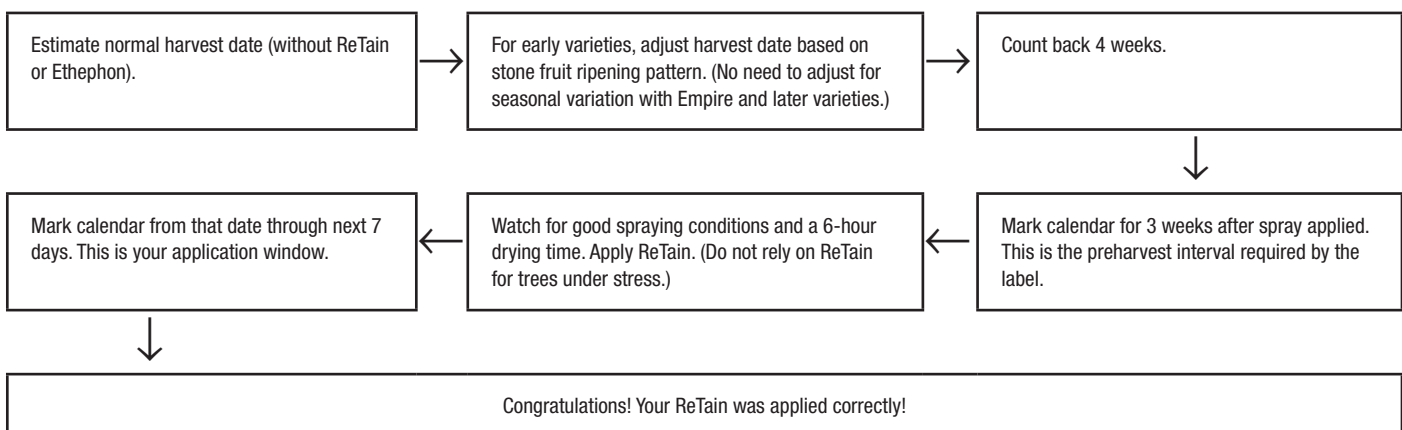 Estimate normal harvest date (without ReTain
or Ethephon).
For early varieties, adjust harvest date based on
stone fruit ripening pattern. (No need to adjust for
seasonal variation with Empire and later varieties.)
Count back 4 weeks.
Mark calendar for 3 weeks after spray applied.
This is the preharvest interval required by the
label.
Watch for good spraying conditions and a 6-hour
drying time. Apply ReTain. (Do not rely on ReTain
for trees under stress.)
Mark calendar from that date through next 7
days. This is your application window.
Congratulations! Your ReTain was applied correctly!